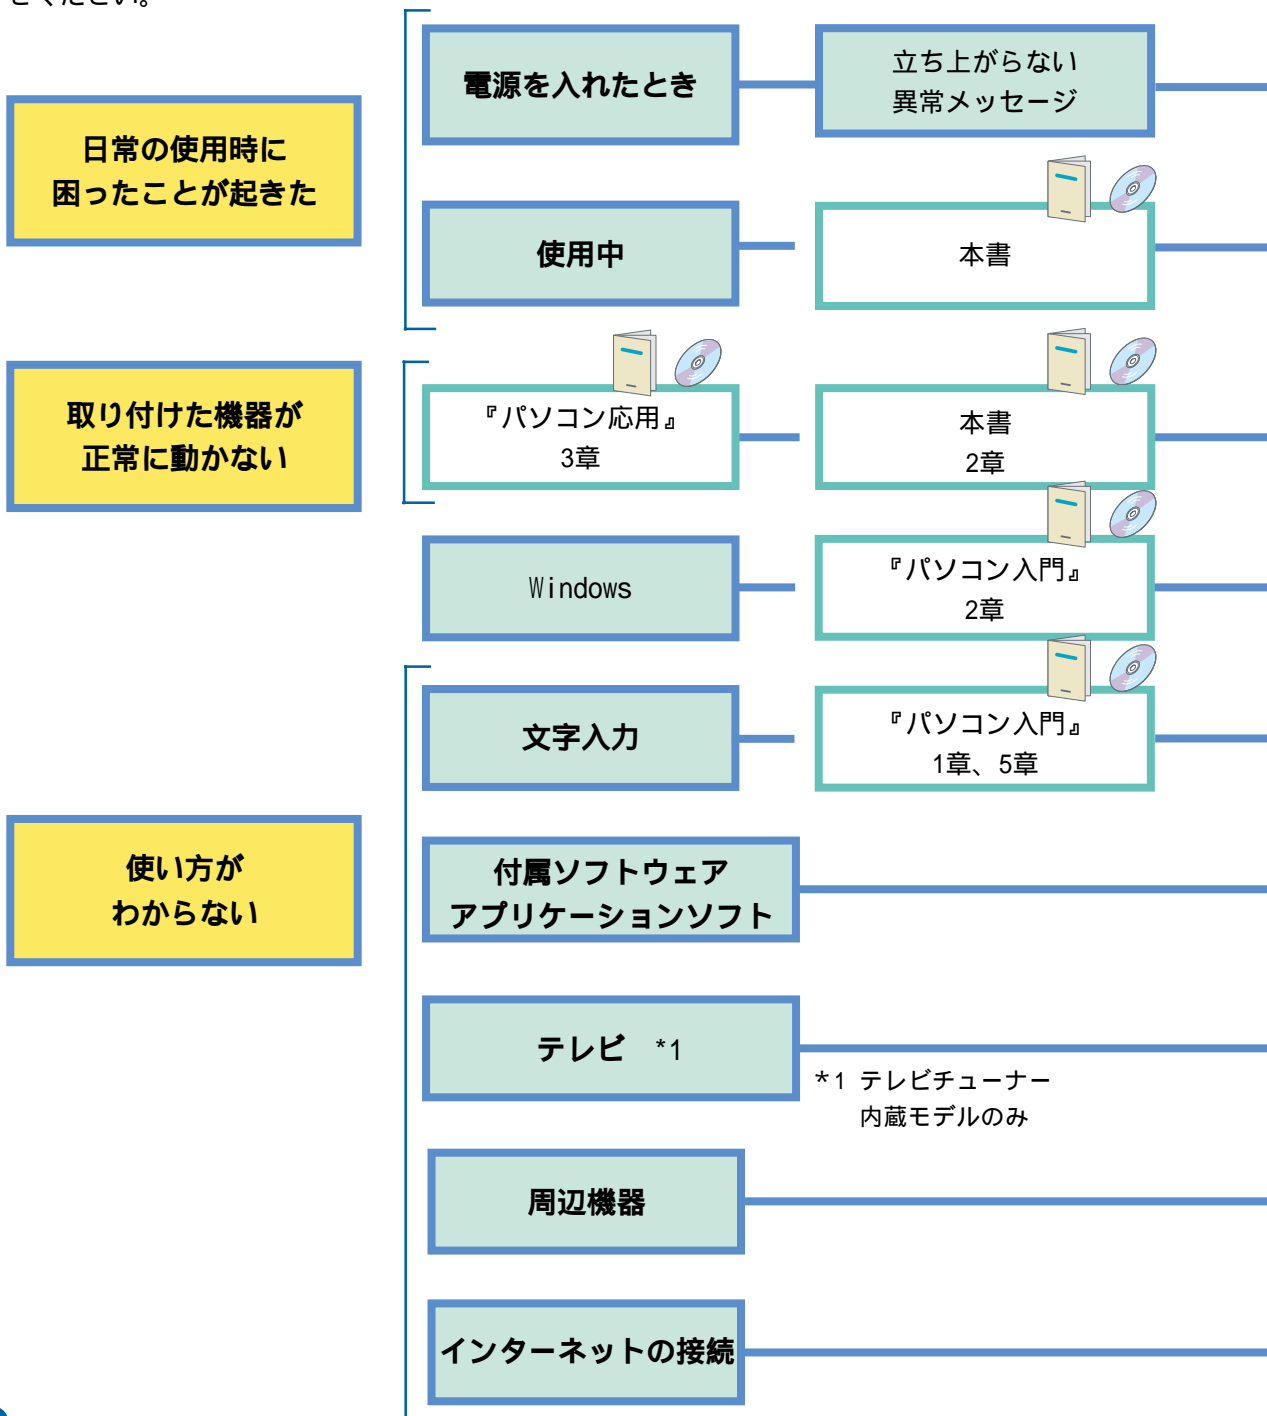 せください。
日常の使用時に
困ったことが起きた
電源を入れたとき
立ち上がらない
異常メッセージ
使用中
本書
取り付けた機器が
正常に動かない
『パソコン応用』
3章
本書
2章
Windows
『パソコン入門』
2章
文字入力
『パソコン入門』
1章、5章
使い方が
わからない
付属ソフトウェア
アプリケーションソフト
テレビ *1
*1 テレビチューナー
内蔵モデルのみ
周辺機器
インターネットの接続